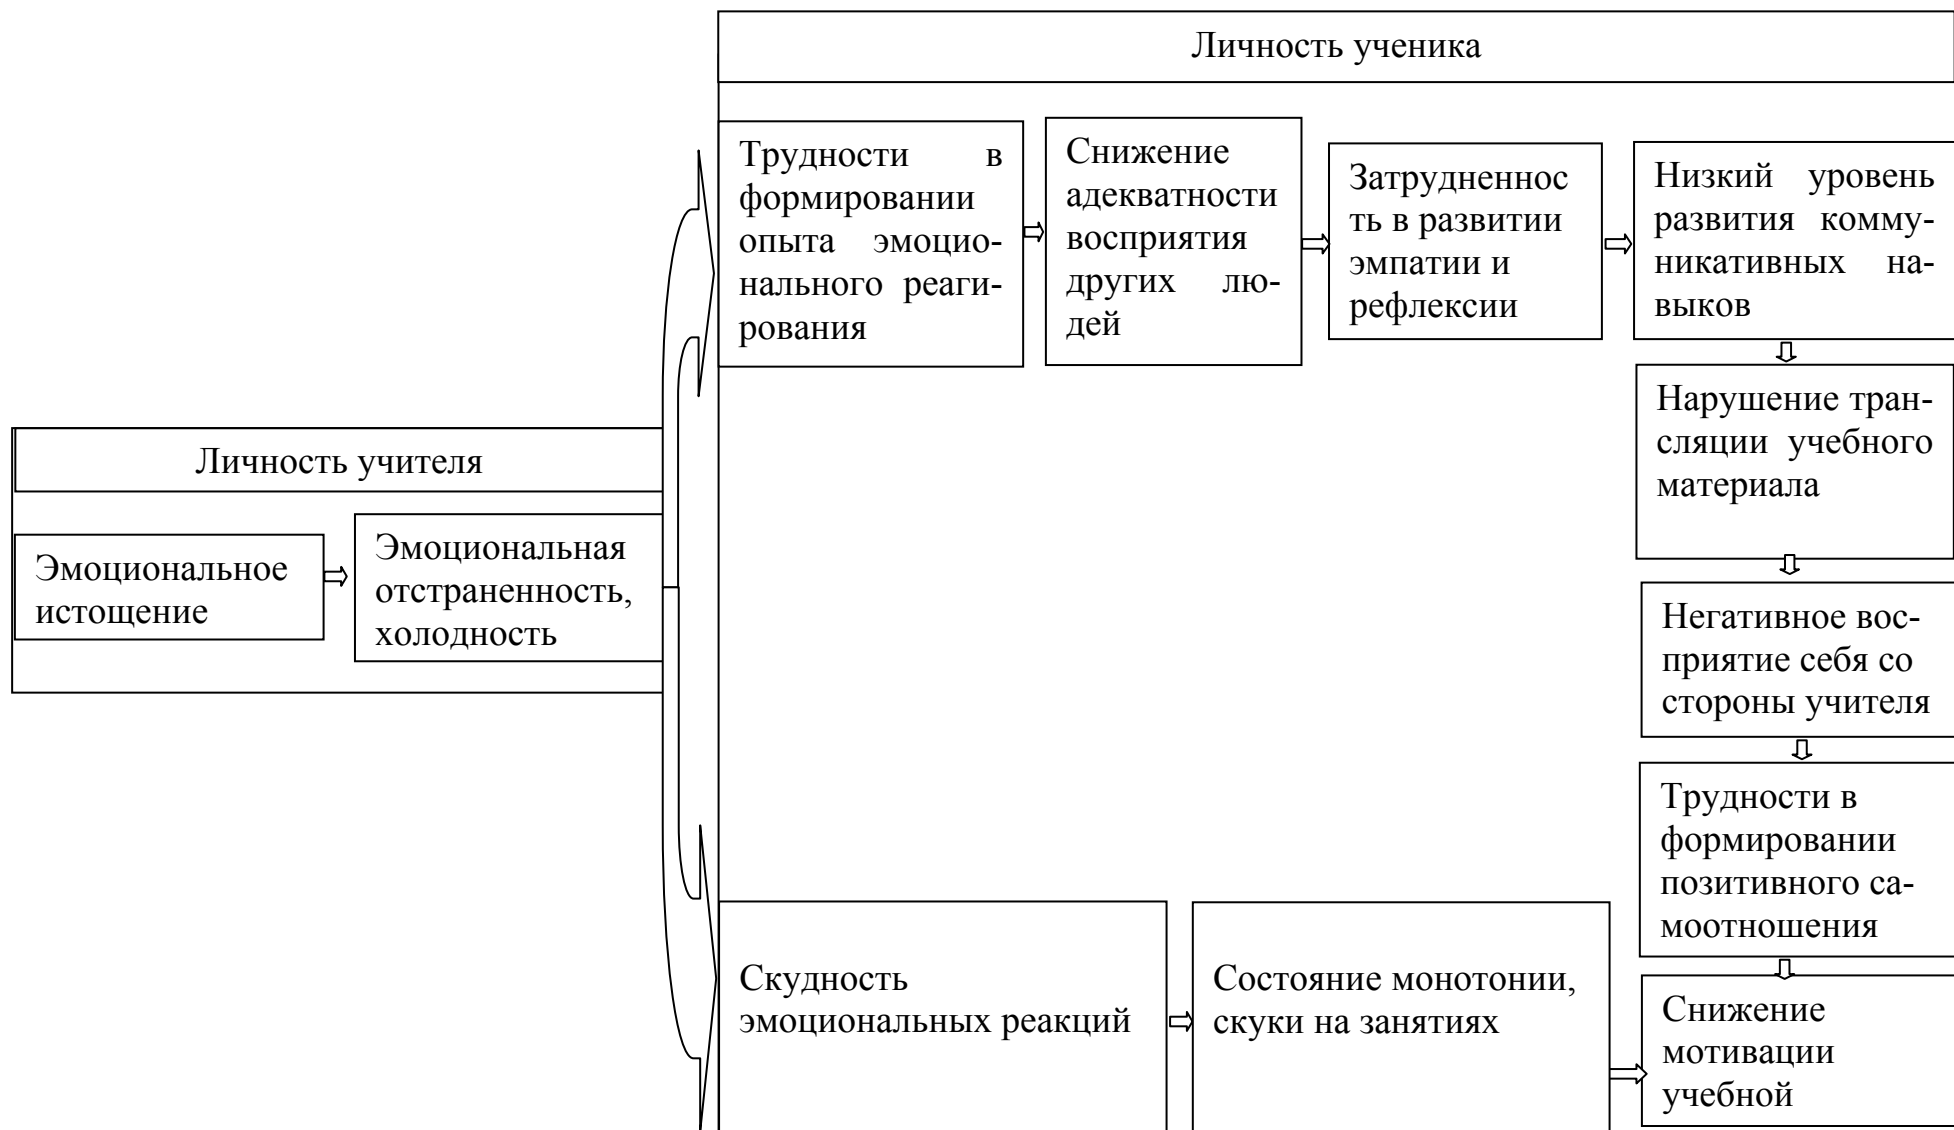 Личность ученика
Трудности в
формировании
опыта эмоцио-
нального реаги-
рования
Снижение
адекватности
восприятия
других лю-
дей
Затрудненнос
ть в развитии
эмпатии и
рефлексии
Низкий уровень
развития комму-
никативных на-
выков
Нарушение тран-
сляции учебного
материала
Личность учителя
Эмоциональное
истощение
Эмоциональная
отстраненность,
холодность
Негативное вос-
приятие себя со
стороны учителя
Трудности в
формировании
позитивного са-
моотношения
Скудность
эмоциональных реакций
Состояние монотонии,
скуки на занятиях
Снижение
мотивации
учебной